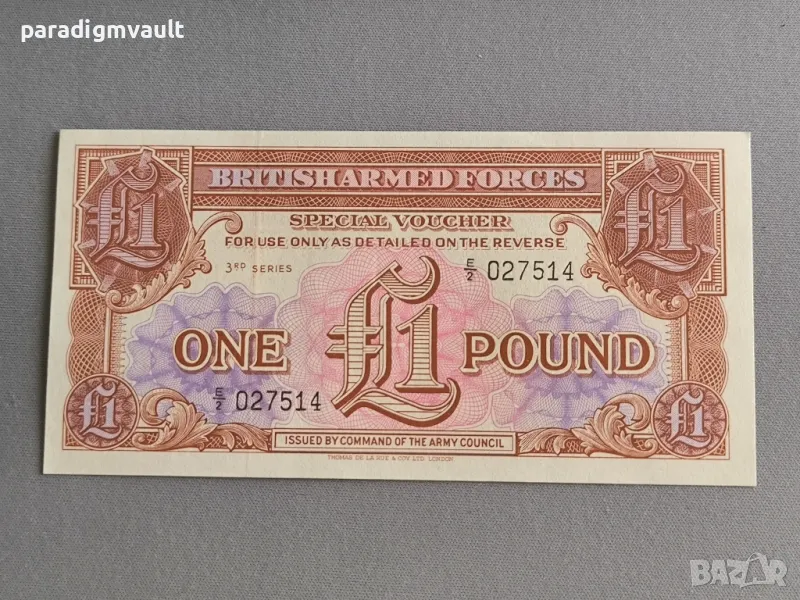 paradigmvault
£1 BRITISH ARMED FORCES £1
SPECIAL VOUCHER
FOR USE ONLY AS DETAILED ON THE REVERSE
3RD SERIES E/2 027514
ONE £1 POUND
E/2 027514
£1 ISSUED BY COMMAND OF THE ARMY COUNCIL £1
THOMAS DE LA RUE & COY. LTD. LONDON
BAZAR